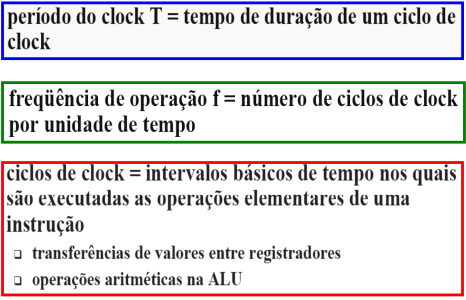 período do clock T = tempo de duração de um ciclo de
clock
freqüência de operação f = número de ciclos de clock
por unidade de tempo
ciclos de clock = intervalos básicos de tempo nos quais
são executadas as operações elementares de uma
instrução
❑ transferências de valores entre registradores
❑ operações aritméticas na ALU